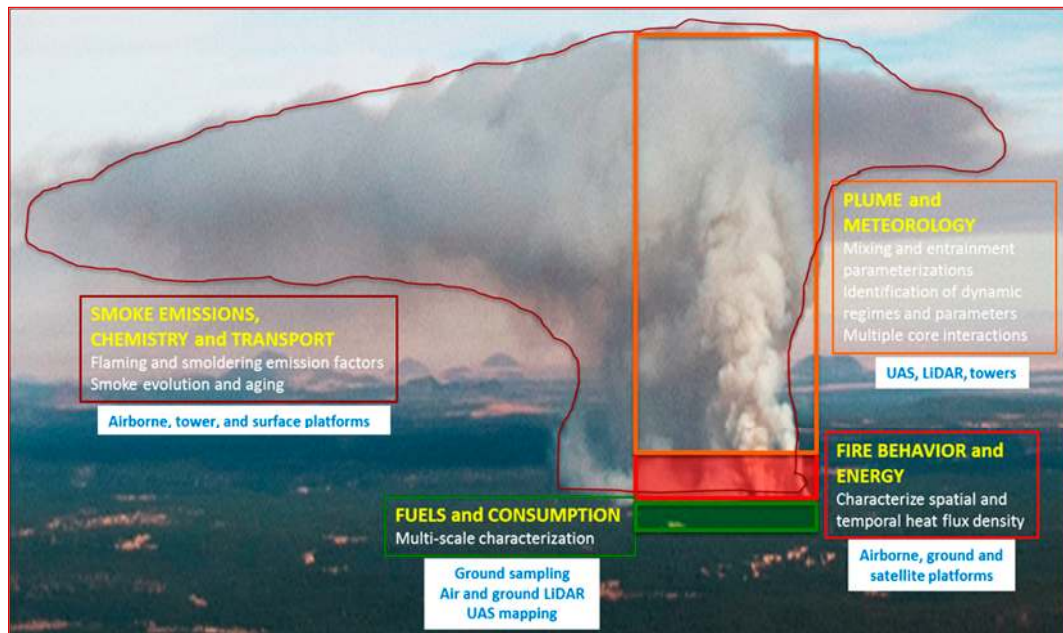 PLUME and
METEOROLOGY
Mixing and entrainment
parameterizations
Identification of dynamic
regimes and parameters
Multiple core interactions
UAS, LiDAR, towers
SMOKE EMISSIONS,
CHEMISTRY and TRANSPORT
Flaming and smoldering emission factors
Smoke evolution and aging
Airborne, tower, and surface platforms
FIRE BEHAVIOR and
ENERGY
Characterize spatial and
temporal heat flux density
Airborne, ground and
satellite platforms
FUELS and CONSUMPTION
Multi-scale characterization
Ground sampling
Air and ground LiDAR
UAS mapping